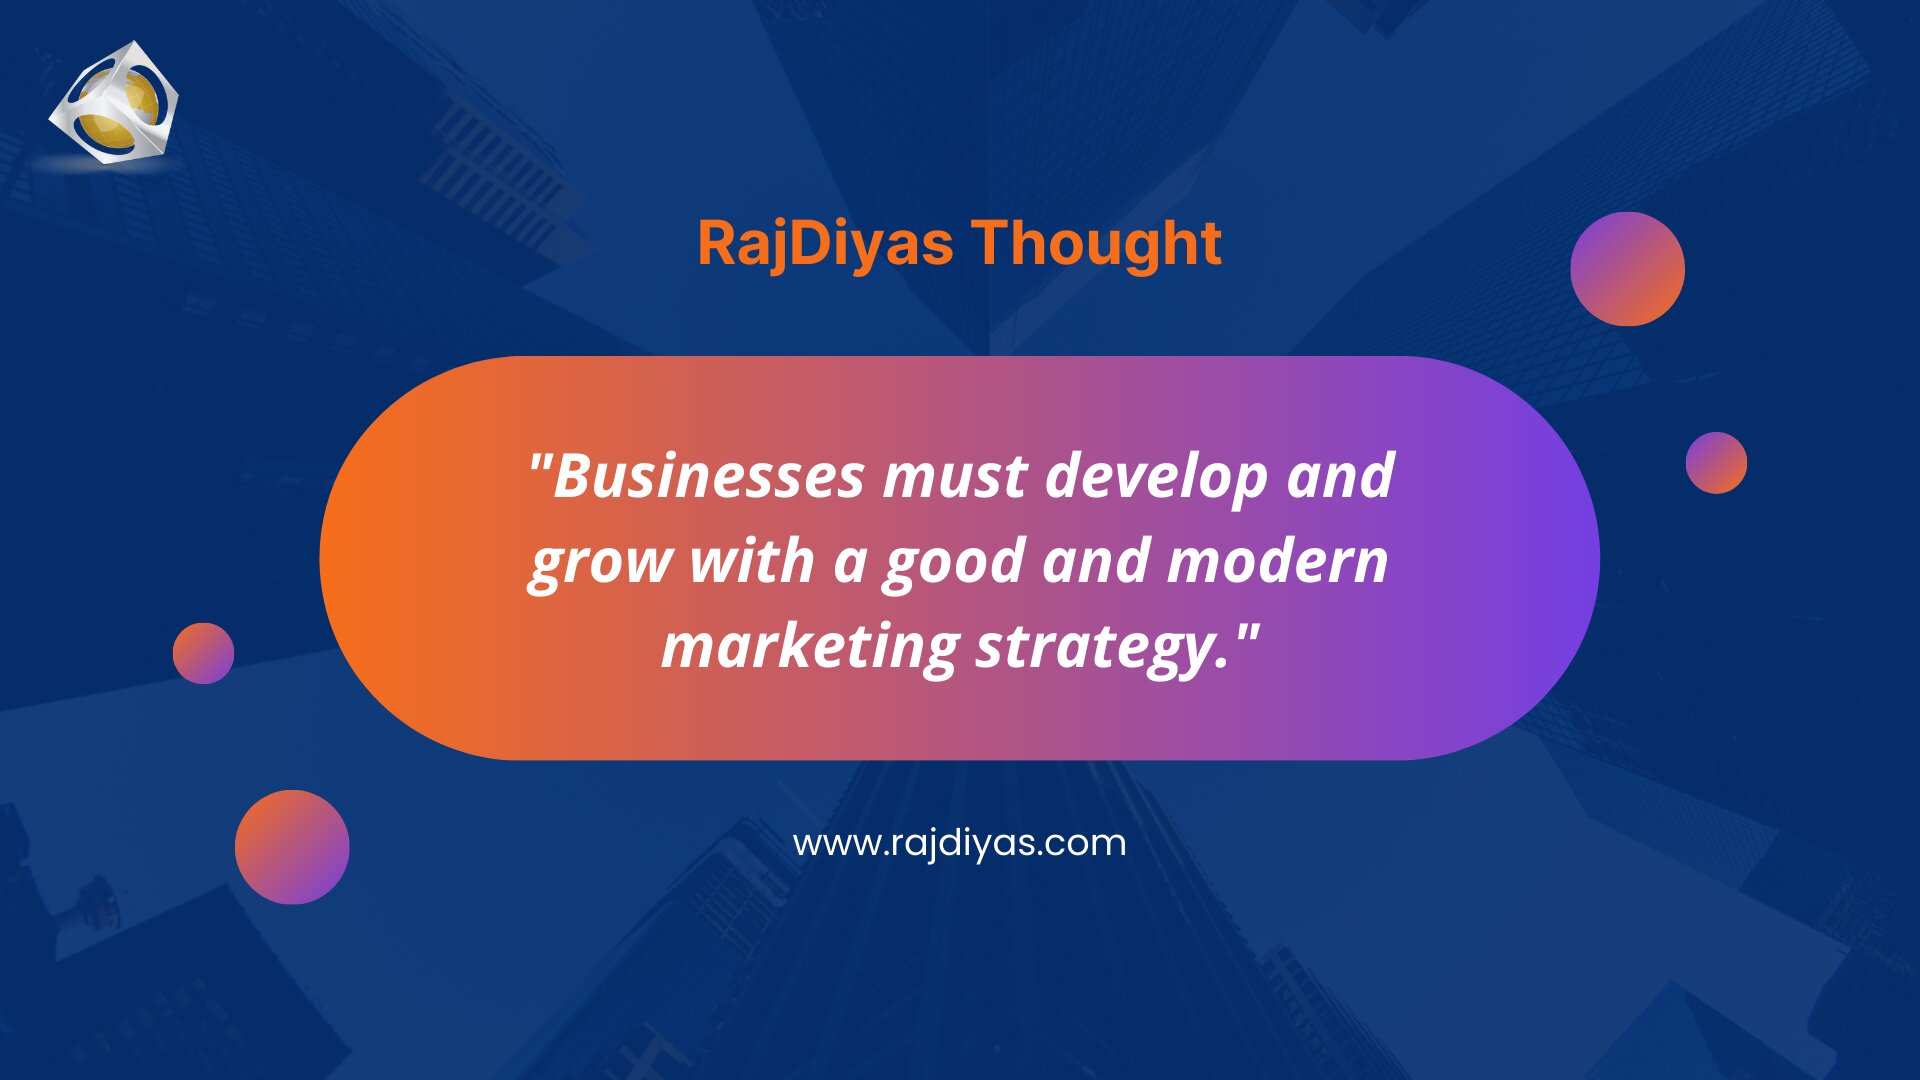 RajDiyas Thought
"Businesses must develop and
grow with a good and modern
marketing strategy."
www.rajdiyas.com